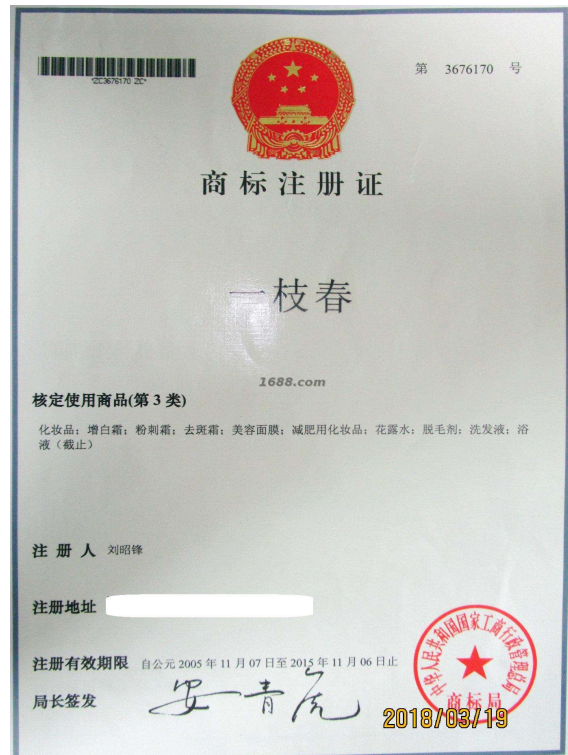 *ZC3676170 ZC*
第 3676170 号
商标注册证
一枝春
1688.com
核定使用商品(第 3 类)
化妆品；增白霜；粉刺霜；去斑霜；美容面膜；减肥用化妆品；花露水；脱毛剂；洗发液；浴
液（截止）
注 册 人 刘昭锋
注册地址
注册有效期限 自公元 2005 年 11 月 07 日至 2015 年 11 月 06 日止
局长签发 安青虎
中华人民共和国国家工商行政管理总局
商标局
2018/03/19